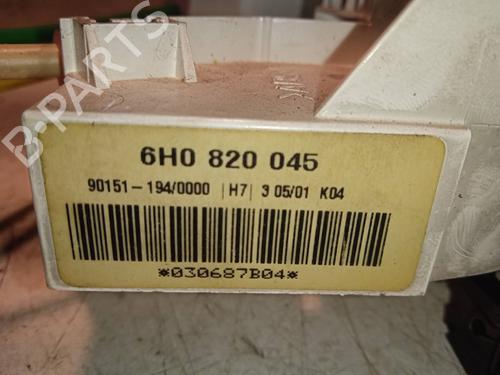 B-PARTS
6H0 820 045
90151-194/0000 | H7 | 3 05/01 K04
*030687B04*